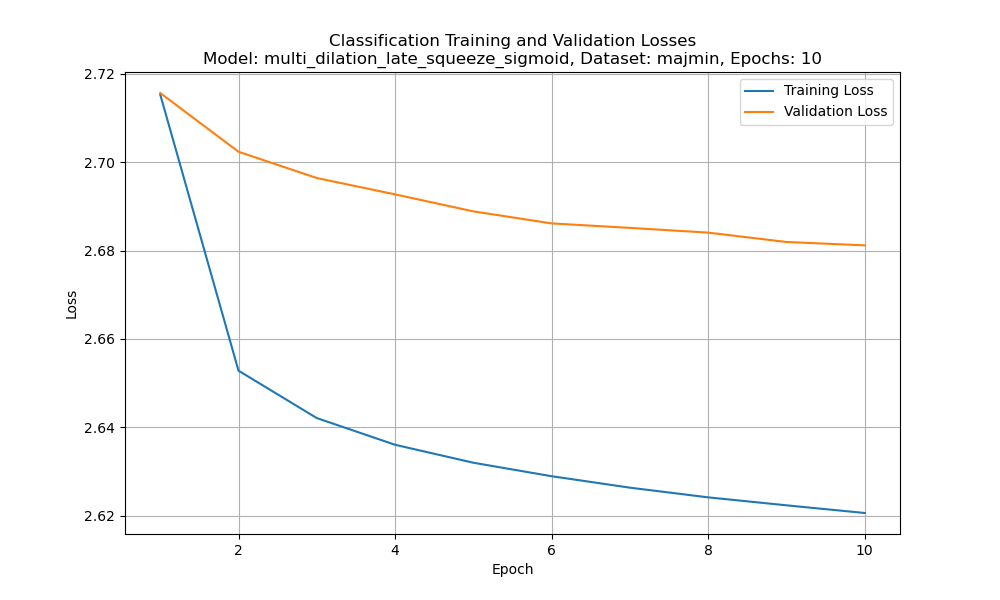 Classification Training and Validation Losses
Model: multi_dilation_late_squeeze_sigmoid, Dataset: majmin, Epochs: 10
Training Loss
Validation Loss
2.72
2.70
2.68
2.66
2.64
2.62
Loss
2
4
6
8
10
Epoch